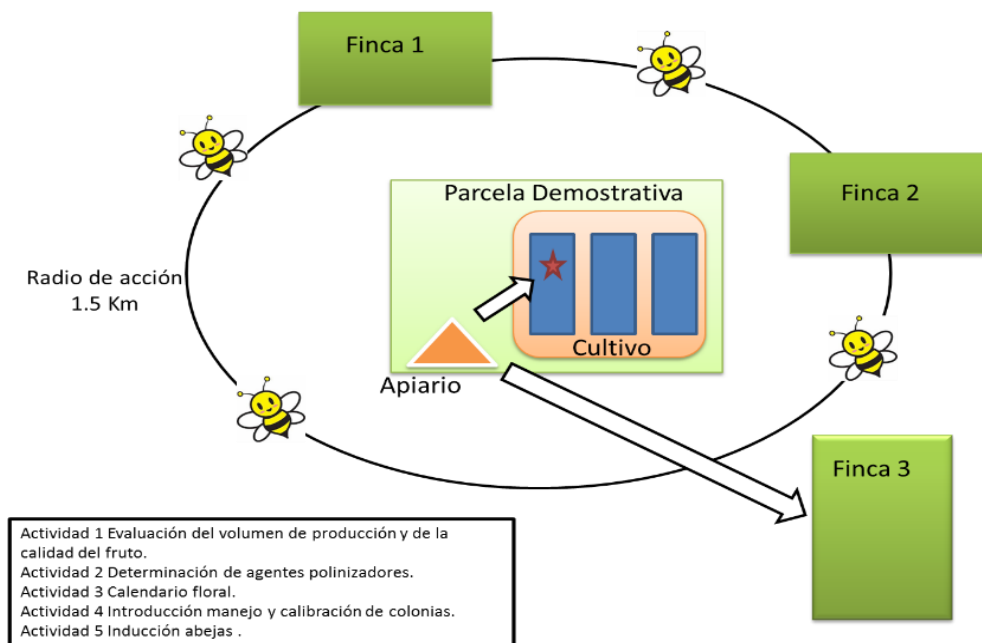 Finca 1
Finca 2
Parcela Demostrativa
Radio de acción
1.5 Km
Cultivo
Apiario
Finca 3
Actividad 1 Evaluación del volumen de producción y de la
calidad del fruto.
Actividad 2 Determinación de agentes polinizadores.
Actividad 3 Calendario floral.
Actividad 4 Introducción manejo y calibración de colonias.
Actividad 5 Inducción abejas .